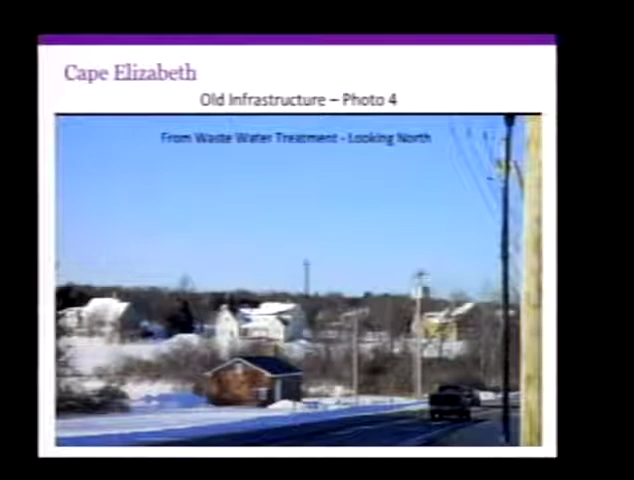 Cape Elizabeth
Old Infrastructure – Photo 4
From Waste Water Treatment - Looking North